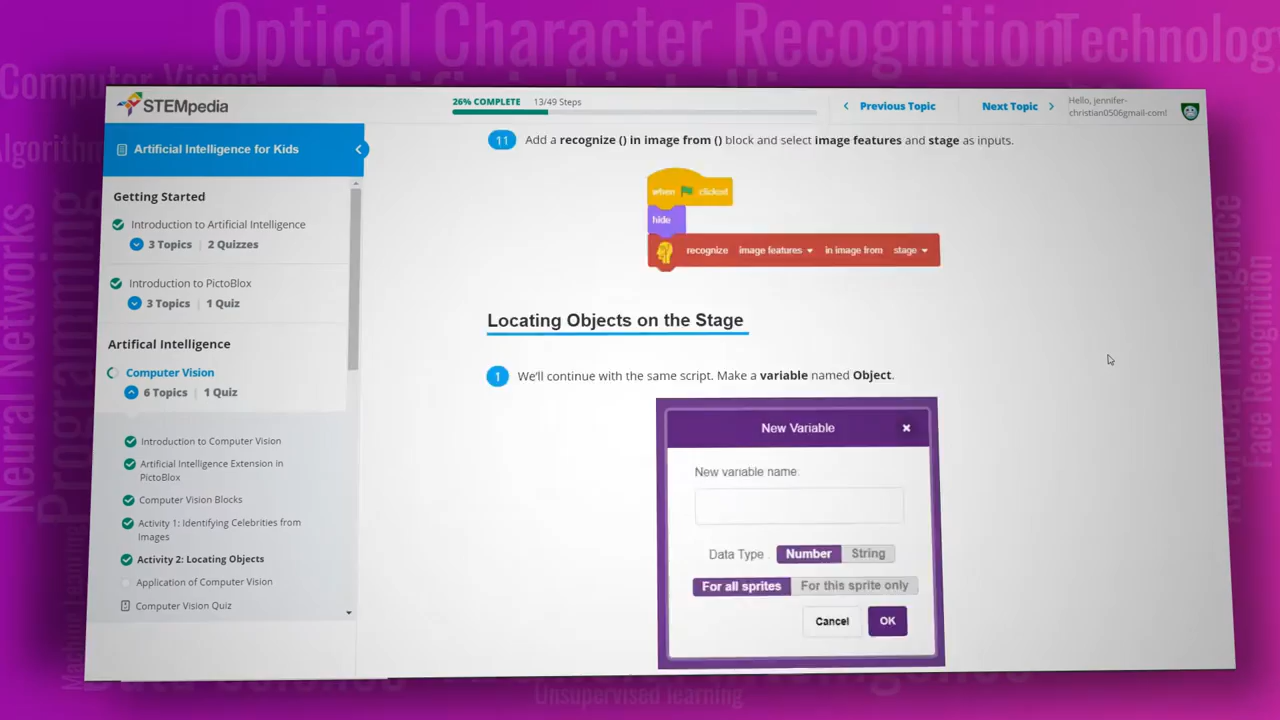 Optical Character Recognition
Technolog
Computer Vision
Algorithm
Neural Networks
Programming
Machine Learning
Face Recognition
Unsupervised learning
STEMpedia
26% COMPLETE 13/49 Steps
Previous Topic
Next Topic
Hello, jennifer-
christian0506gmail-com!
Artificial Intelligence for Kids
Getting Started
Introduction to Artificial Intelligence
3 Topics | 2 Quizzes
Introduction to PictoBlox
3 Topics | 1 Quiz
Artifical Intelligence
Computer Vision
6 Topics | 1 Quiz
Introduction to Computer Vision
Artificial Intelligence Extension in
PictoBlox
Computer Vision Blocks
Activity 1: Identifying Celebrities from
Images
Activity 2: Locating Objects
Application of Computer Vision
Computer Vision Quiz
11 Add a recognize () in image from () block and select image features and stage as inputs.
when clicked
hide
recognize image features in image from stage
Locating Objects on the Stage
1 We'll continue with the same script. Make a variable named Object.
New Variable
New variable name:
Data Type Number String
For all sprites For this sprite only
Cancel OK